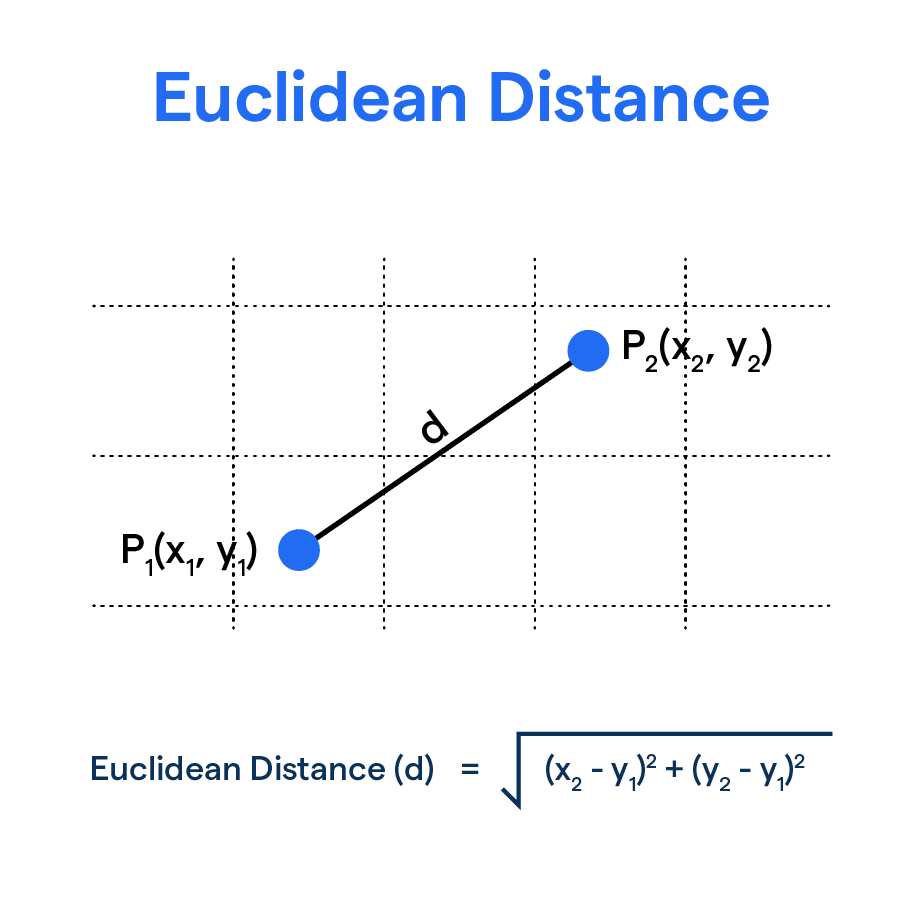 Euclidean Distance
P₂(x₂, y₂)
d
P₁(x₁, y₁)
Euclidean Distance (d) = √(x₂ - y₁)² + (y₂ - y₁)²